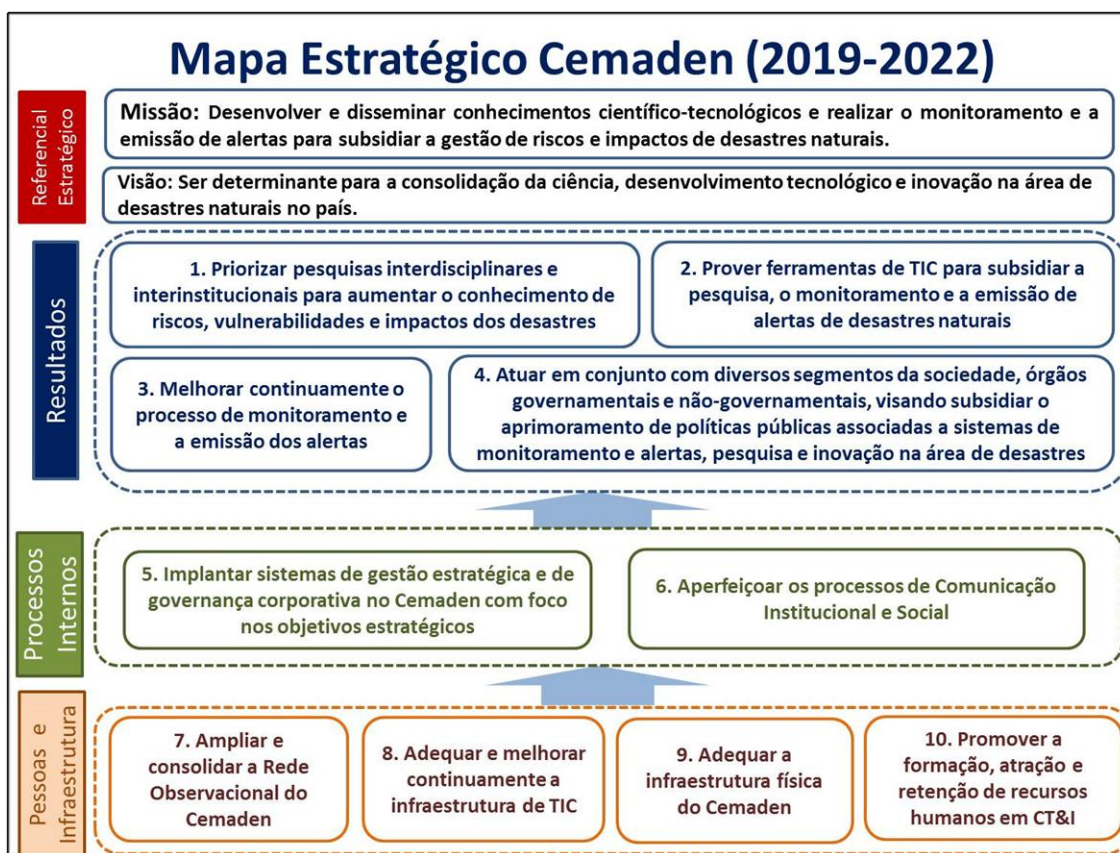 Mapa Estratégico Cemaden (2019-2022)
Referencial
Estratégico
Missão: Desenvolver e disseminar conhecimentos científico-tecnológicos e realizar o monitoramento e a
emissão de alertas para subsidiar a gestão de riscos e impactos de desastres naturais.
Visão: Ser determinante para a consolidação da ciência, desenvolvimento tecnológico e inovação na área de
desastres naturais no país.
Resultados
1. Priorizar pesquisas interdisciplinares e
interinstitucionais para aumentar o conhecimento de
riscos, vulnerabilidades e impactos dos desastres
2. Prover ferramentas de TIC para subsidiar a
pesquisa, o monitoramento e a emissão de
alertas de desastres naturais
3. Melhorar continuamente o
processo de monitoramento e
a emissão dos alertas
4. Atuar em conjunto com diversos segmentos da sociedade, órgãos
governamentais e não-governamentais, visando subsidiar o
aprimoramento de políticas públicas associadas a sistemas de
monitoramento e alertas, pesquisa e inovação na área de desastres
Processos
Internos
5. Implantar sistemas de gestão estratégica e de
governança corporativa no Cemaden com foco
nos objetivos estratégicos
6. Aperfeiçoar os processos de Comunicação
Institucional e Social
Pessoas e
Infraestrutura
7. Ampliar e
consolidar a Rede
Observacional do
Cemaden
8. Adequar e melhorar
continuamente a
infraestrutura de TIC
9. Adequar a
infraestrutura física
do Cemaden
10. Promover a
formação, atração e
retenção de recursos
humanos em CT&I